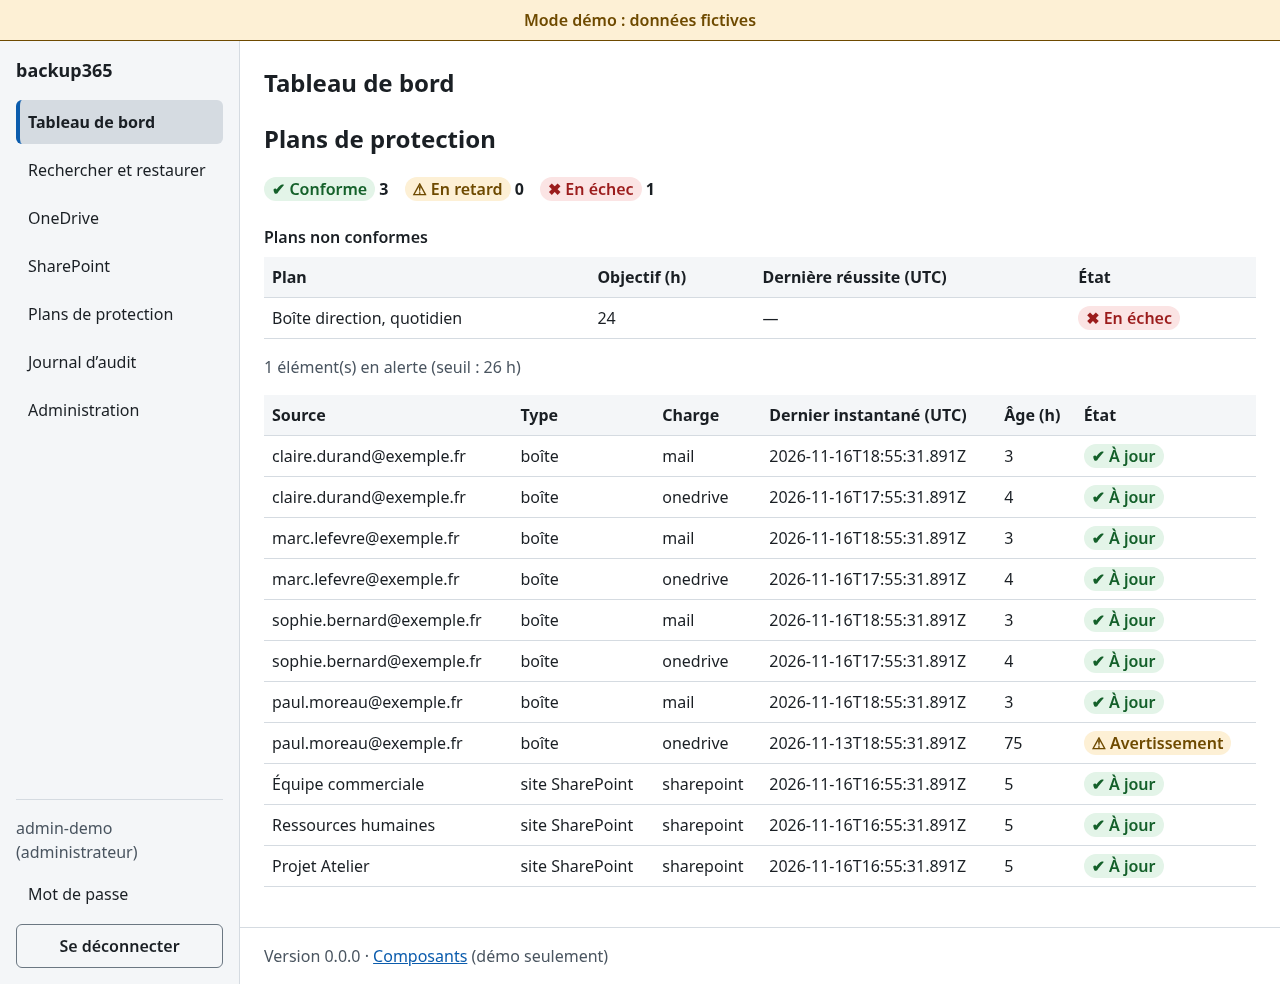 Mode démo : données fictives
backup365
Tableau de bord
Rechercher et restaurer
OneDrive
SharePoint
Plans de protection
Journal d’audit
Administration
admin-demo
(administrateur)
Mot de passe
Se déconnecter
Tableau de bord
Plans de protection
✔ Conforme 3 ⚠ En retard 0 ✖ En échec 1
Plans non conformes
Plan Objectif (h) Dernière réussite (UTC) État
Boîte direction, quotidien 24 — ✖ En échec
1 élément(s) en alerte (seuil : 26 h)
Source Type Charge Dernier instantané (UTC) Âge (h) État
claire.durand@exemple.fr boîte mail 2026-11-16T18:55:31.891Z 3 ✔ À jour
claire.durand@exemple.fr boîte onedrive 2026-11-16T17:55:31.891Z 4 ✔ À jour
marc.lefevre@exemple.fr boîte mail 2026-11-16T18:55:31.891Z 3 ✔ À jour
marc.lefevre@exemple.fr boîte onedrive 2026-11-16T17:55:31.891Z 4 ✔ À jour
sophie.bernard@exemple.fr boîte mail 2026-11-16T18:55:31.891Z 3 ✔ À jour
sophie.bernard@exemple.fr boîte onedrive 2026-11-16T17:55:31.891Z 4 ✔ À jour
paul.moreau@exemple.fr boîte mail 2026-11-16T18:55:31.891Z 3 ✔ À jour
paul.moreau@exemple.fr boîte onedrive 2026-11-13T18:55:31.891Z 75 ⚠ Avertissement
Équipe commerciale site SharePoint sharepoint 2026-11-16T16:55:31.891Z 5 ✔ À jour
Ressources humaines site SharePoint sharepoint 2026-11-16T16:55:31.891Z 5 ✔ À jour
Projet Atelier site SharePoint sharepoint 2026-11-16T16:55:31.891Z 5 ✔ À jour
Version 0.0.0 · Composants (démo seulement)